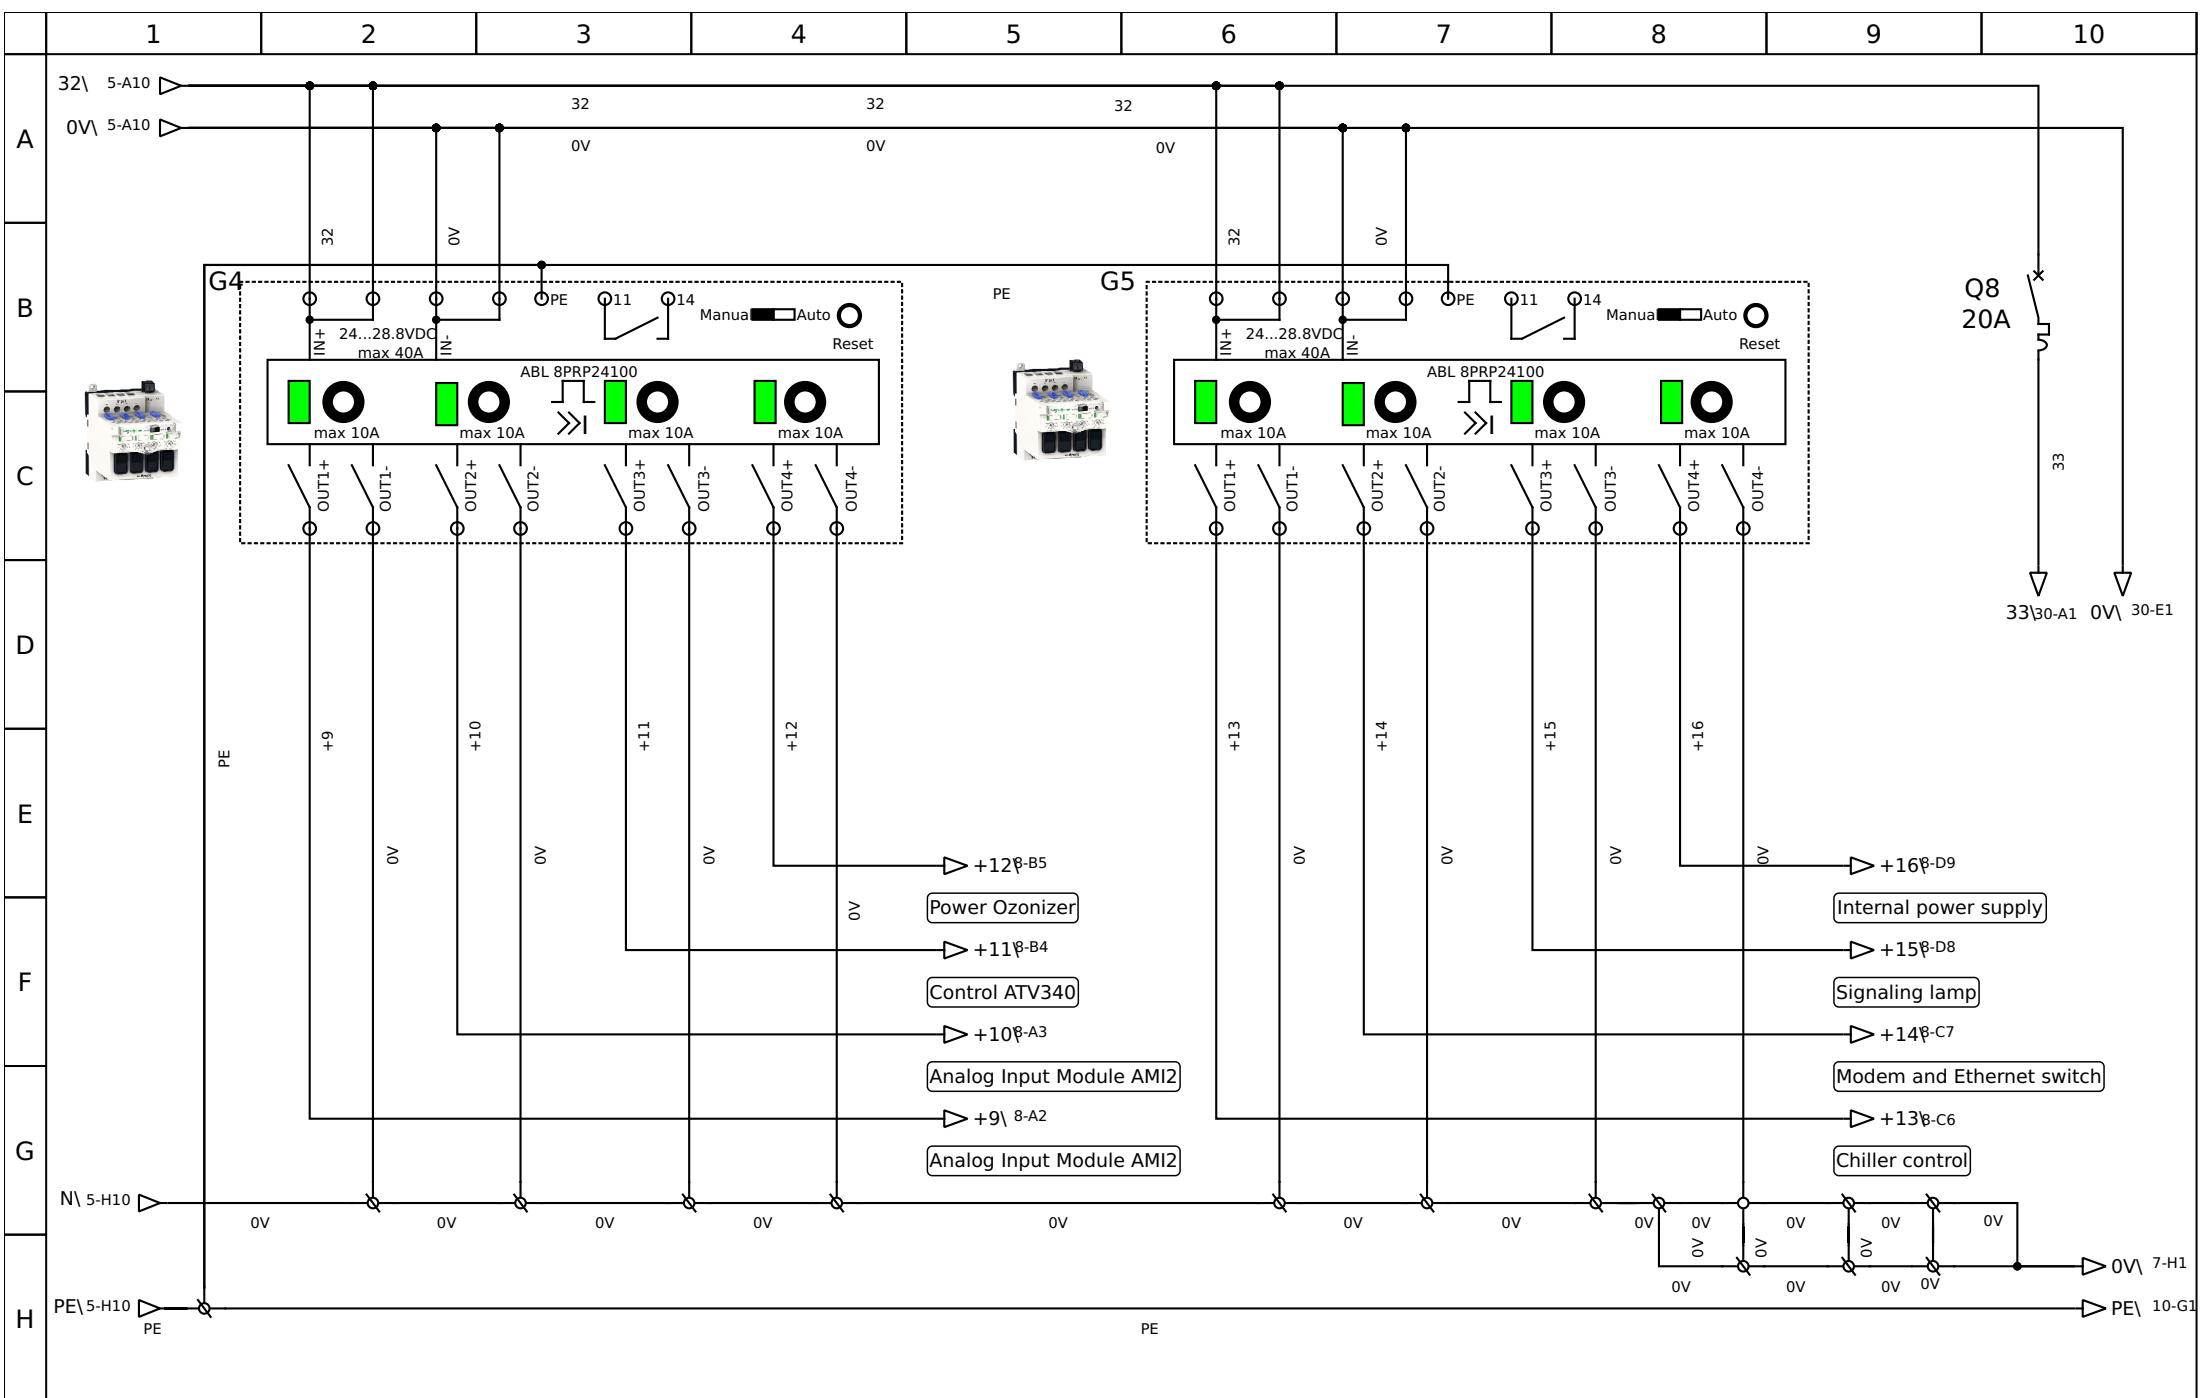 1 2 3 4 5 6 7 8 9 10
A
B
C
D
E
F
G
H
32\ 5-A10
32 32 32
0V\ 5-A10
0V 0V 0V
32 0V 32 0V
G4
PE
11
14
Manua Auto
Reset
IN+
24...28.8VDC
max 40A
IN-
ABL 8PRP24100
max 10A max 10A max 10A max 10A
OUT1+ OUT1- OUT2+ OUT2- OUT3+ OUT3- OUT4+ OUT4-
PE
G5
PE
11
14
Manua Auto
Reset
IN+
24...28.8VDC
max 40A
IN-
ABL 8PRP24100
max 10A max 10A max 10A max 10A
OUT1+ OUT1- OUT2+ OUT2- OUT3+ OUT3- OUT4+ OUT4-
Q8
20A
33
33\ 30-A1 0V\ 30-E1
PE
+9 +10 +11 +12 +13 +14 +15 +16
0V 0V 0V 0V 0V 0V 0V 0V
+12\ 8-B5
Power Ozonizer
+11\ 8-B4
Control ATV340
+10\ 8-A3
Analog Input Module AMI2
+9\ 8-A2
Analog Input Module AMI2
+16\ 8-D9
Internal power supply
+15\ 8-D8
Signaling lamp
+14\ 8-C7
Modem and Ethernet switch
+13\ 8-C6
Chiller control
N\ 5-H10
0V 0V 0V 0V 0V 0V 0V 0V 0V 0V 0V 0V
0V 0V 0V
0V\ 7-H1
0V 0V 0V 0V
PE\ 5-H10
PE\ 10-G1
PE PE